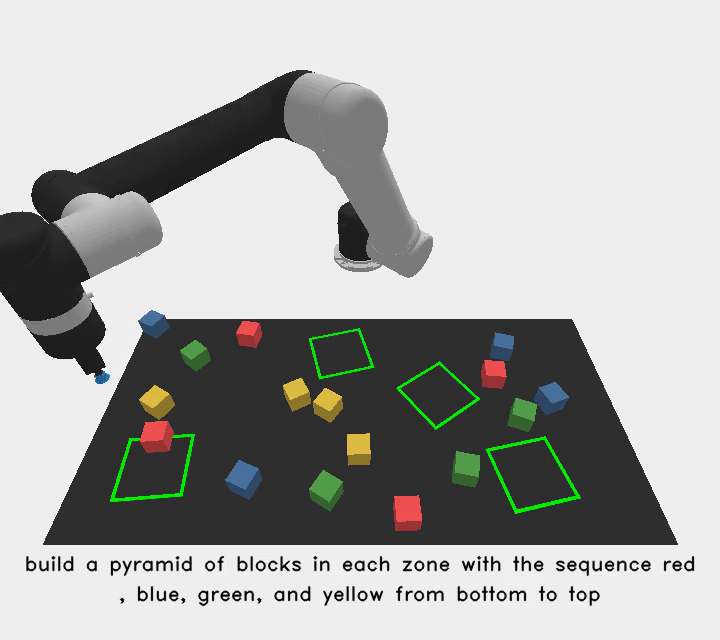 build a pyramid of blocks in each zone with the sequence red
, blue, green, and yellow from bottom to top